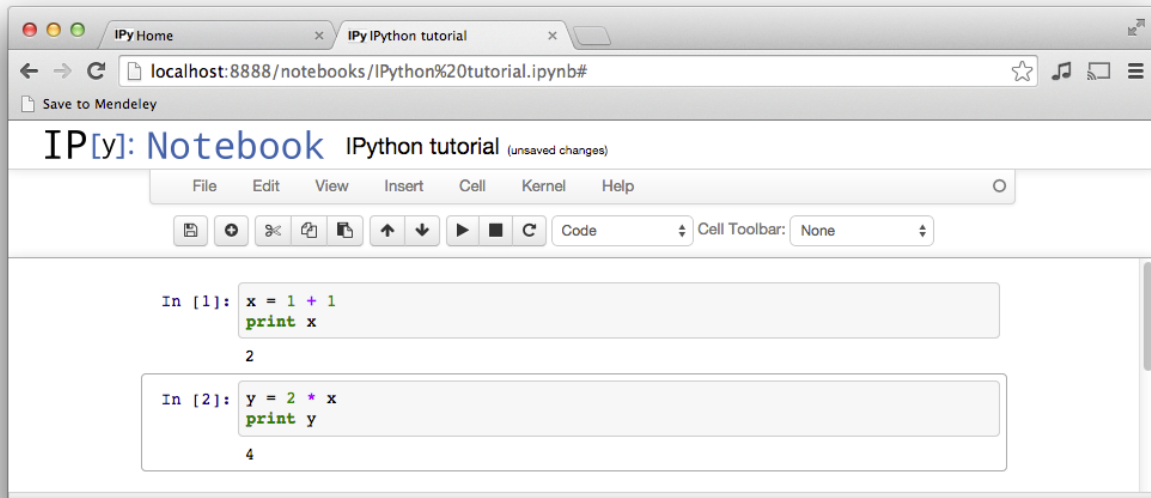 IPy Home
IPy IPython tutorial
localhost:8888/notebooks/IPython%20tutorial.ipynb#
Save to Mendeley
IP[y]: Notebook IPython tutorial (unsaved changes)
File Edit View Insert Cell Kernel Help
Code Cell Toolbar: None
In [1]: x = 1 + 1
print x
2
In [2]: y = 2 * x
print y
4